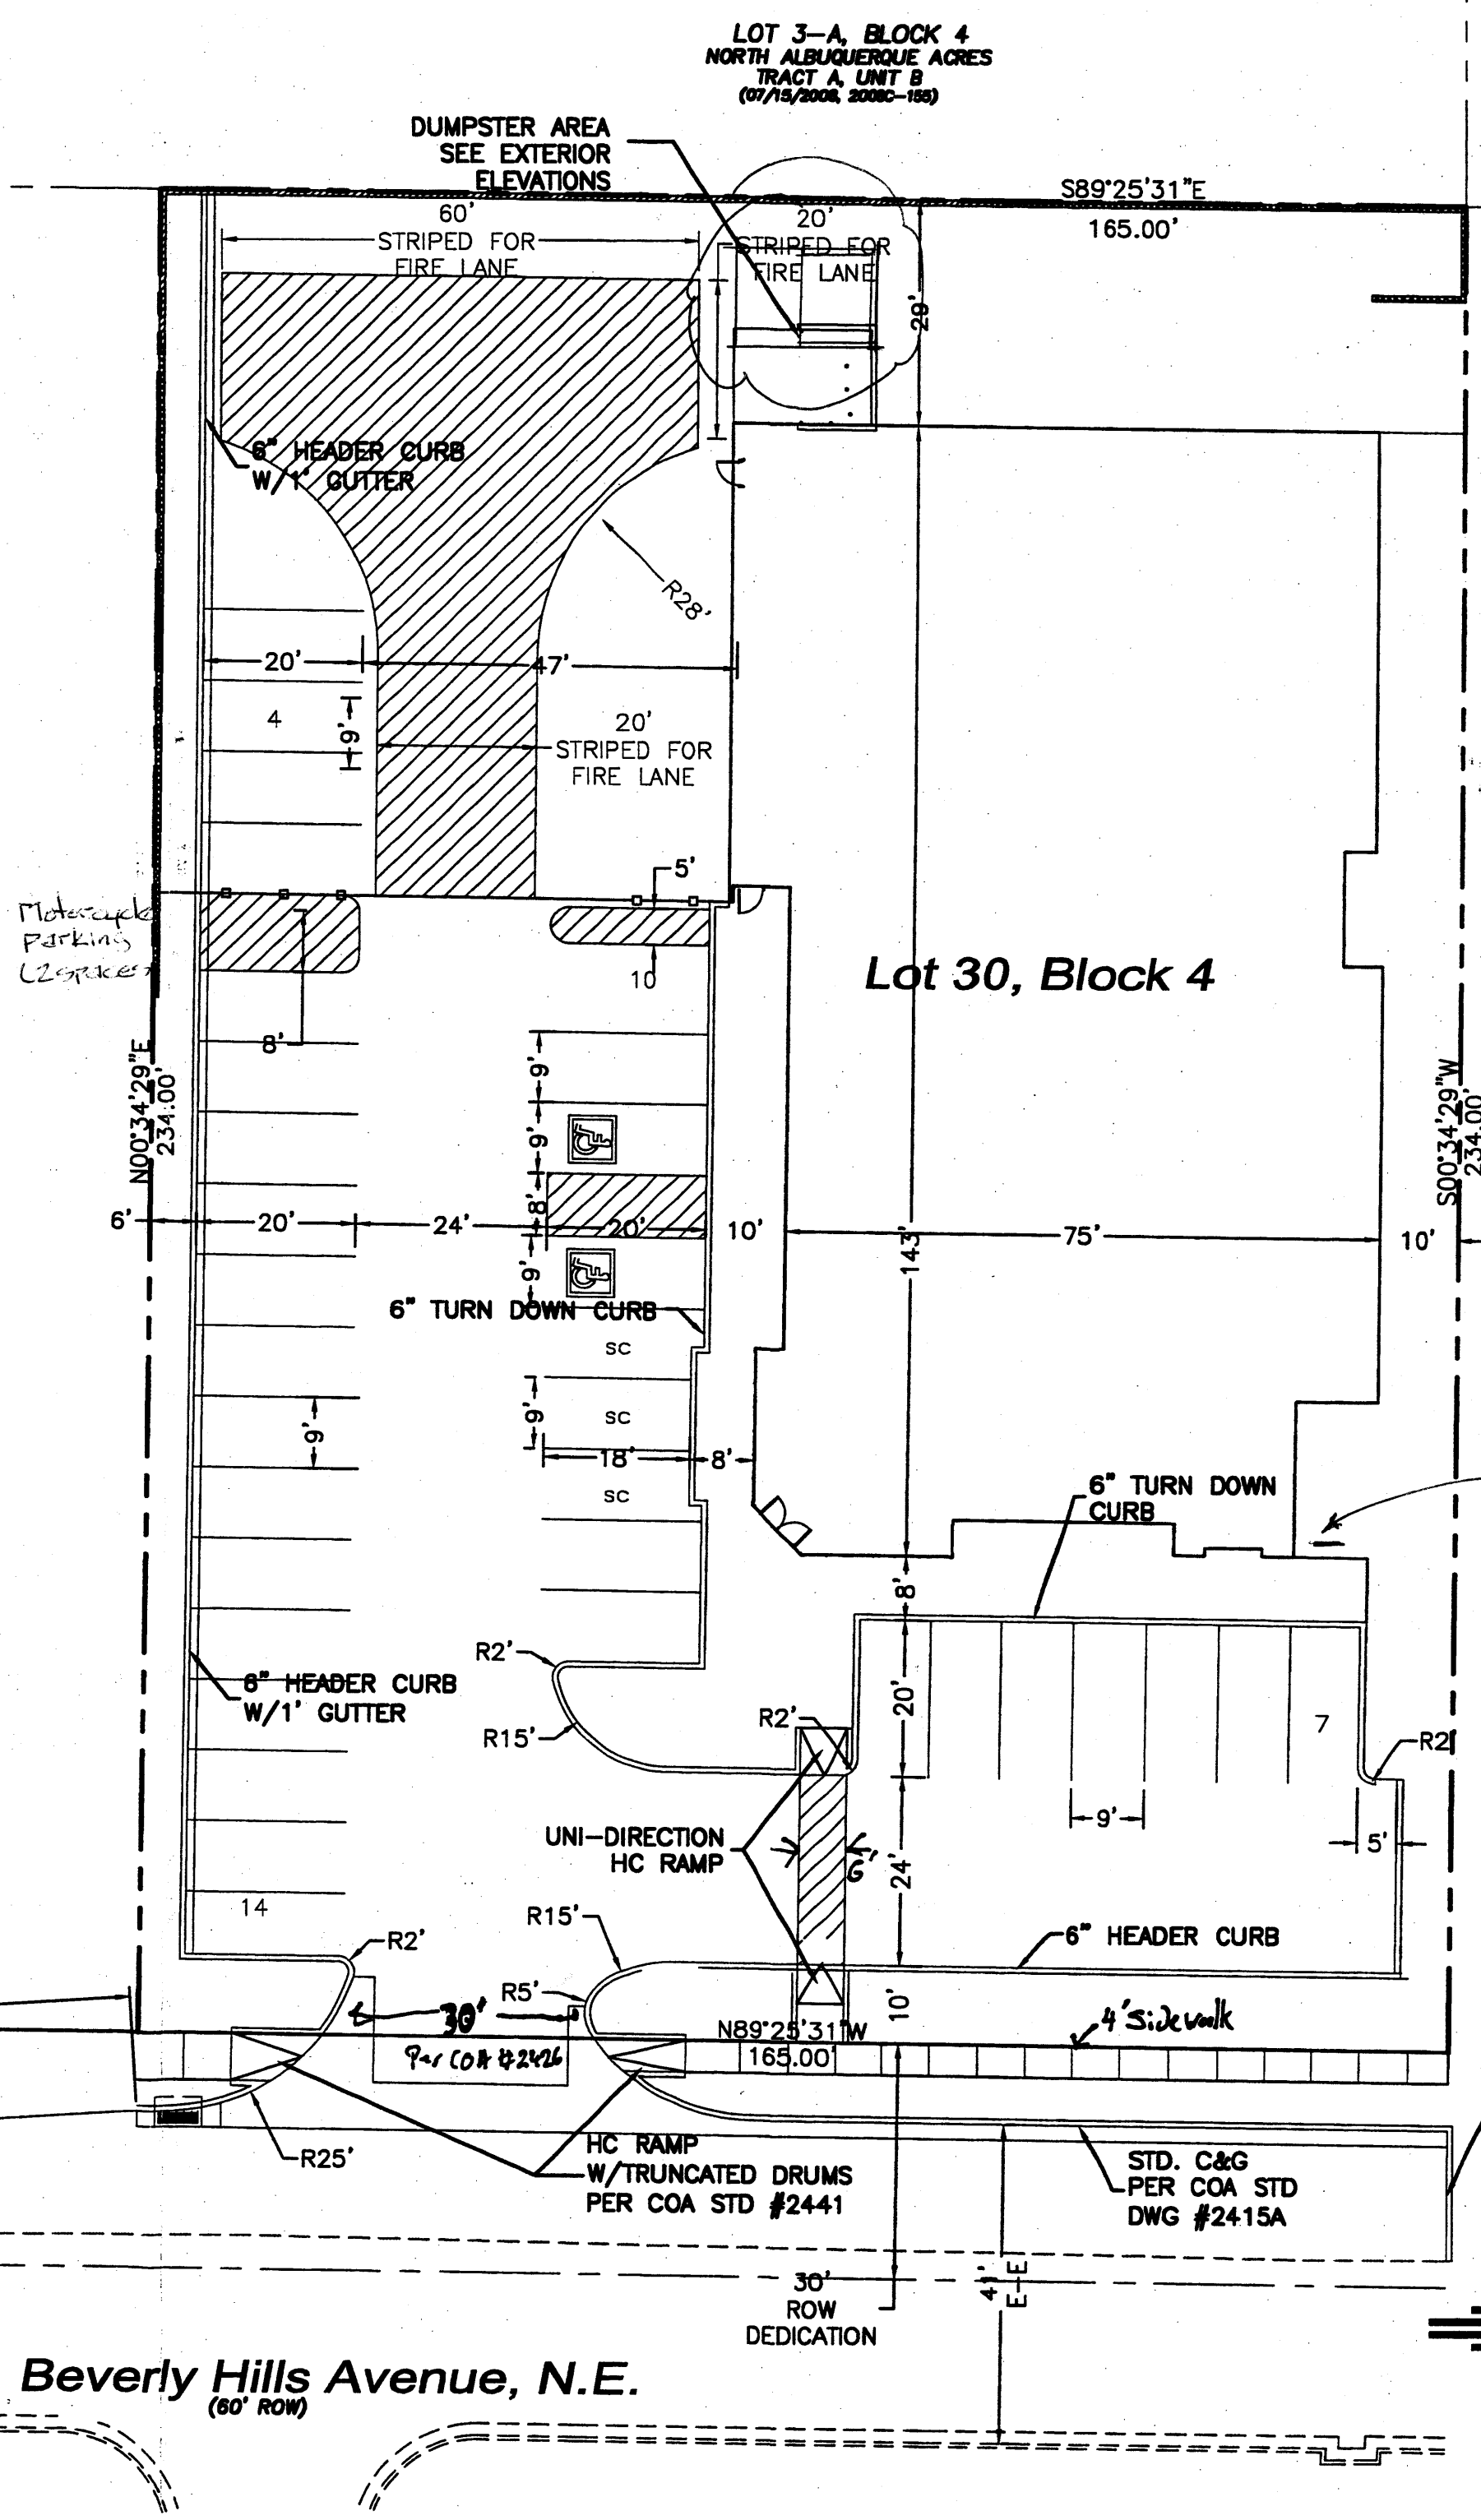 LOT 3-A, BLOCK 4
NORTH ALBUQUERQUE ACRES
TRACT A, UNIT B
(07/15/2008, 2008C-155)
DUMPSTER AREA
SEE EXTERIOR
ELEVATIONS
S89°25'31"E
165.00'
60'
STRIPED FOR
FIRE LANE
20'
STRIPED FOR
FIRE LANE
29'
6" HEADER CURB
W/1' GUTTER
R28'
20'
47'
4
9'
20'
STRIPED FOR
FIRE LANE
5'
Motorcycle
Parking
(2 spaces)
10
Lot 30, Block 4
8'
9'
N00°34'29"E
234.00'
S00°34'29"W
234.00'
9'
8'
6'
20'
24'
20'
10'
143'
75'
10'
9'
6" TURN DOWN CURB
SC
9'
SC
9'
18'
8'
SC
6" TURN DOWN
CURB
8'
R2'
6" HEADER CURB
W/1' GUTTER
R15'
R2'
20'
7
R2
9'
UNI-DIRECTION
HC RAMP
6'
24'
5'
14
R15'
R2'
6" HEADER CURB
R5'
30'
10'
4' Sidewalk
N89°25'31"W
165.00'
Per COA #2426
R25'
HC RAMP
W/TRUNCATED DRUMS
PER COA STD #2441
STD. C&G
PER COA STD
DWG #2415A
30'
ROW
DEDICATION
41'
E-E
Beverly Hills Avenue, N.E.
(60' ROW)